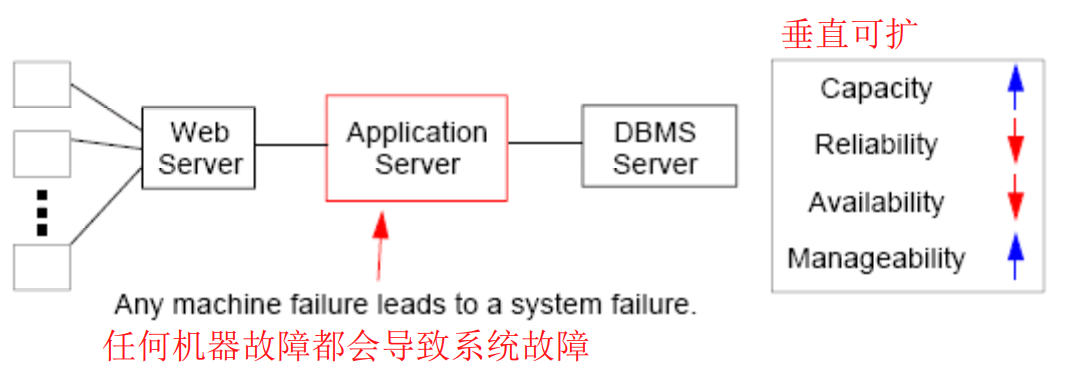 垂直可扩
Web
Server
Application
Server
DBMS
Server
Capacity
Reliability
Availability
Manageability
Any machine failure leads to a system failure.
任何机器故障都会导致系统故障